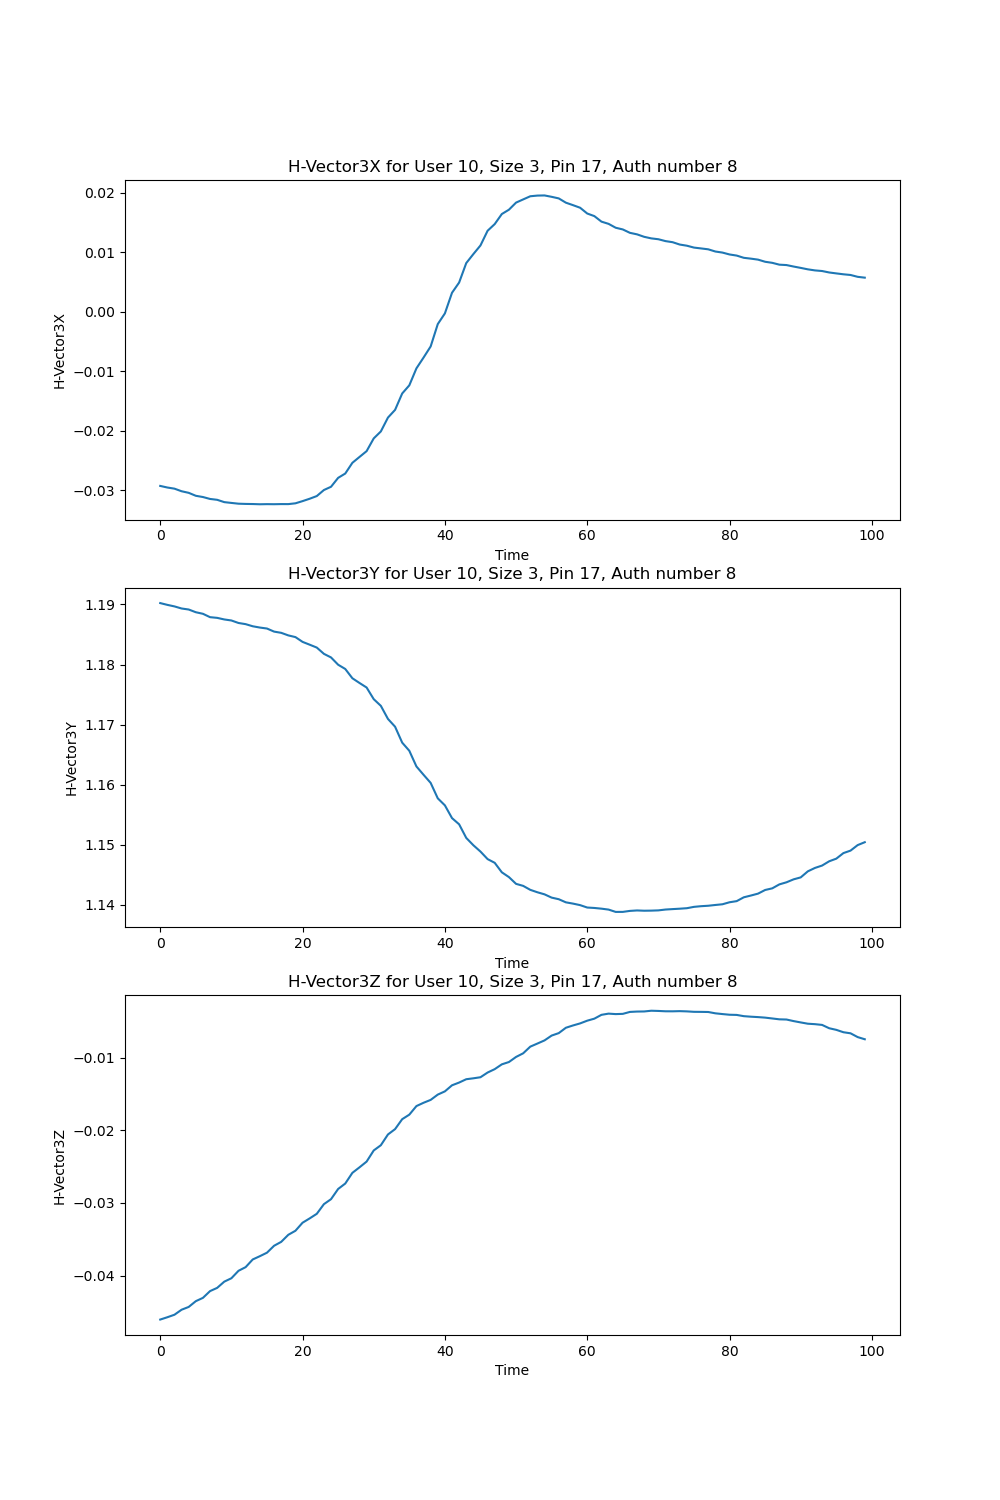 H-Vector3X for User 10, Size 3, Pin 17, Auth number 8
0.02
0.01
0.00
−0.01
−0.02
−0.03
H-Vector3X
0 20 40 60 80 100
Time
H-Vector3Y for User 10, Size 3, Pin 17, Auth number 8
1.19
1.18
1.17
1.16
1.15
1.14
H-Vector3Y
0 20 40 60 80 100
Time
H-Vector3Z for User 10, Size 3, Pin 17, Auth number 8
−0.01
−0.02
−0.03
−0.04
H-Vector3Z
0 20 40 60 80 100
Time